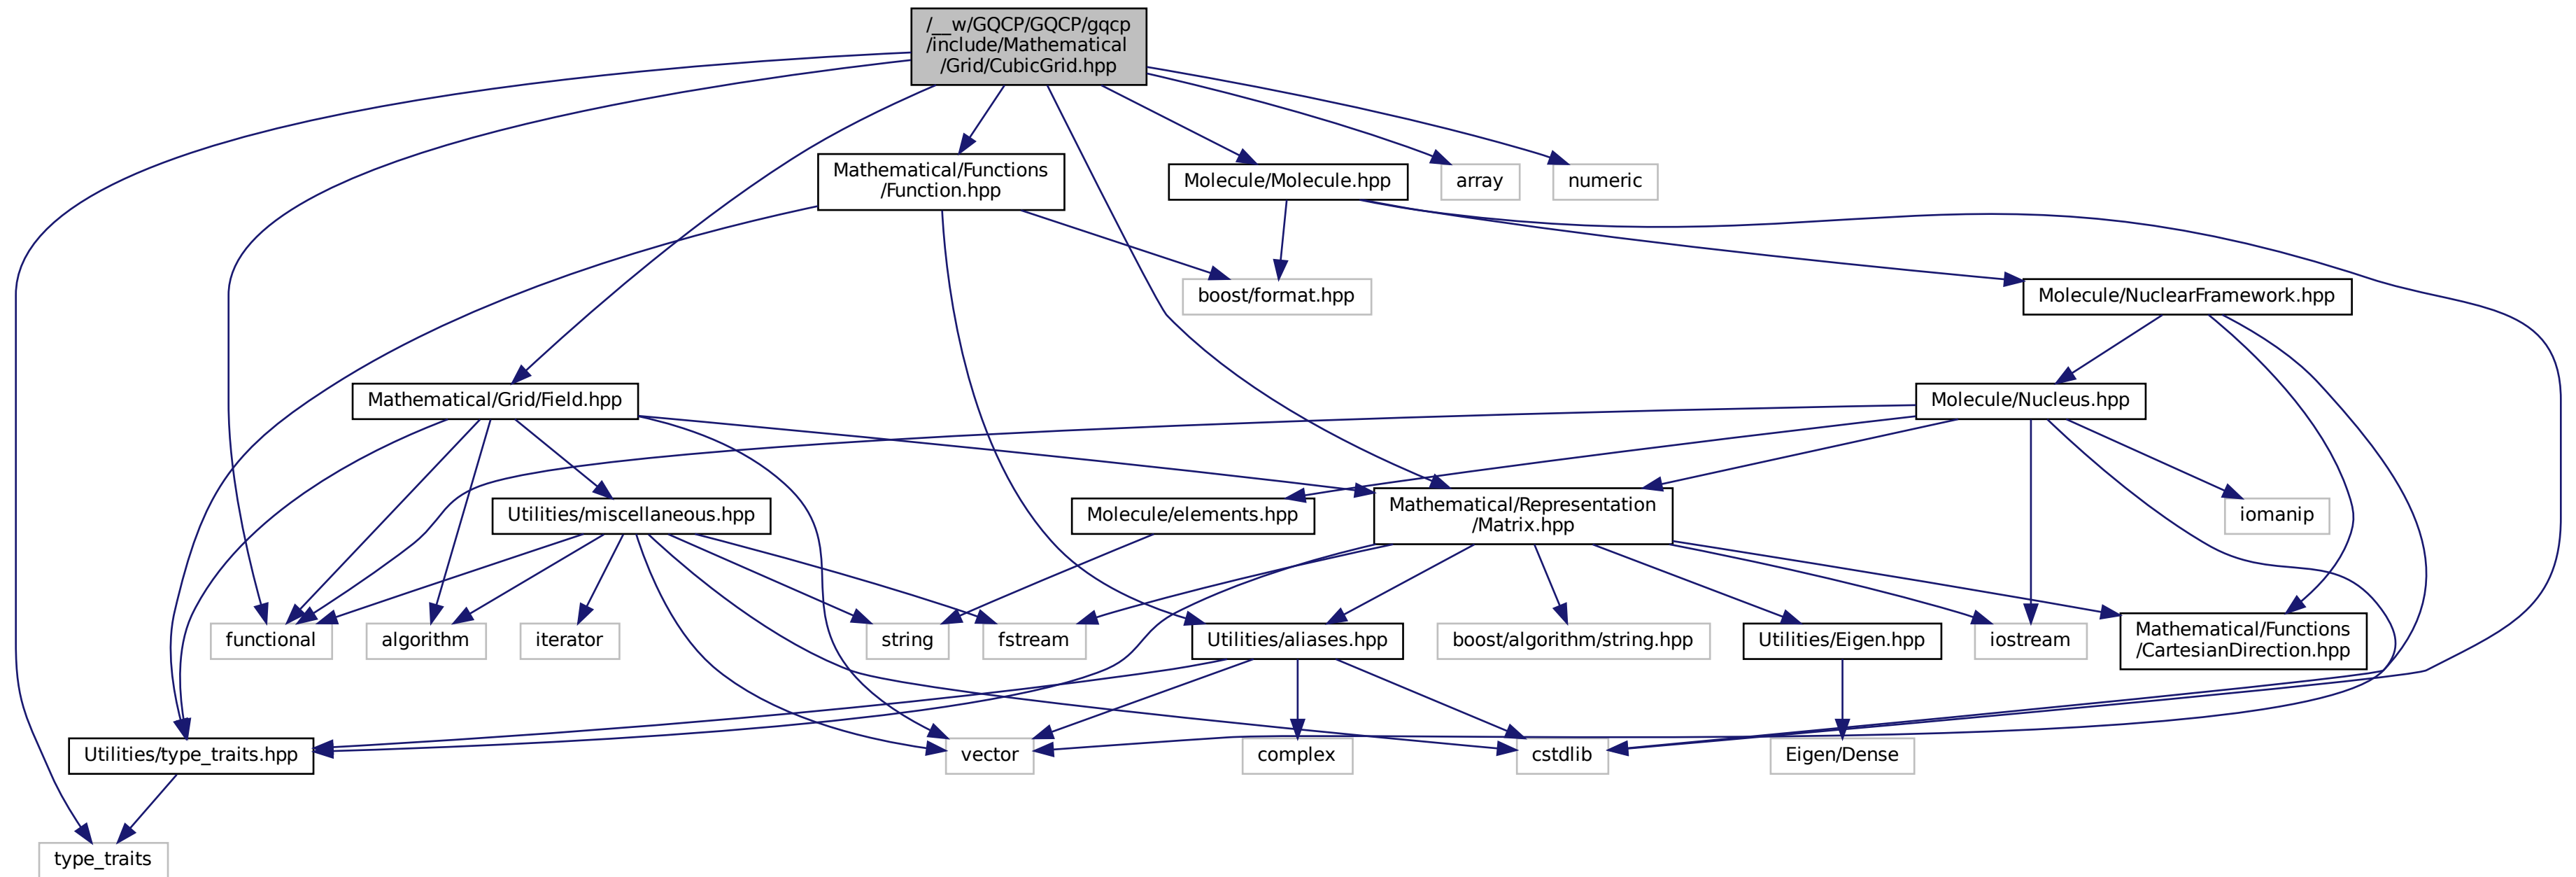 /__w/GQCP/GQCP/gqcp
/include/Mathematical
/Grid/CubicGrid.hpp
Mathematical/Functions
/Function.hpp
Molecule/Molecule.hpp
array
numeric
boost/format.hpp
Molecule/NuclearFramework.hpp
Mathematical/Grid/Field.hpp
Molecule/Nucleus.hpp
Utilities/miscellaneous.hpp
Molecule/elements.hpp
Mathematical/Representation
/Matrix.hpp
iomanip
functional
algorithm
iterator
string
fstream
Utilities/aliases.hpp
boost/algorithm/string.hpp
Utilities/Eigen.hpp
iostream
Mathematical/Functions
/CartesianDirection.hpp
Utilities/type_traits.hpp
vector
complex
cstdlib
Eigen/Dense
type_traits